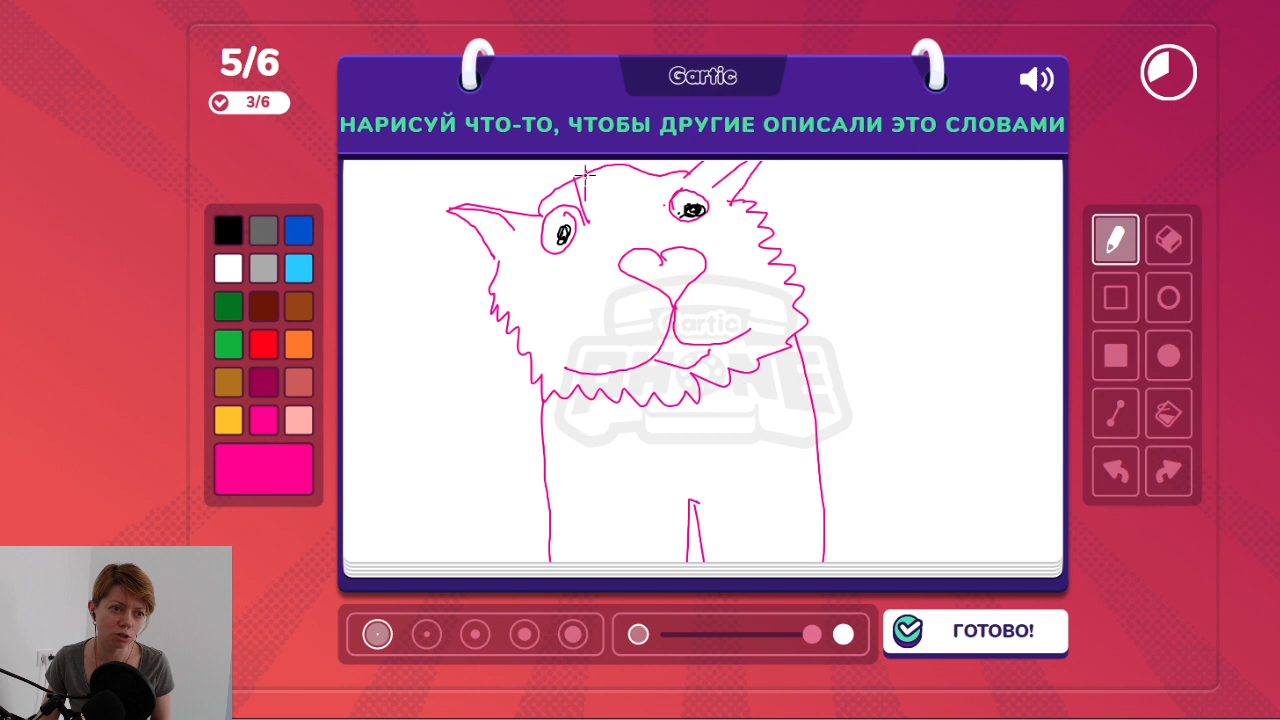 5/6
3/6
Gartic
НАРИСУЙ ЧТО-ТО, ЧТОБЫ ДРУГИЕ ОПИСАЛИ ЭТО СЛОВАМИ
Gartic
PHONE
ГОТОВО!